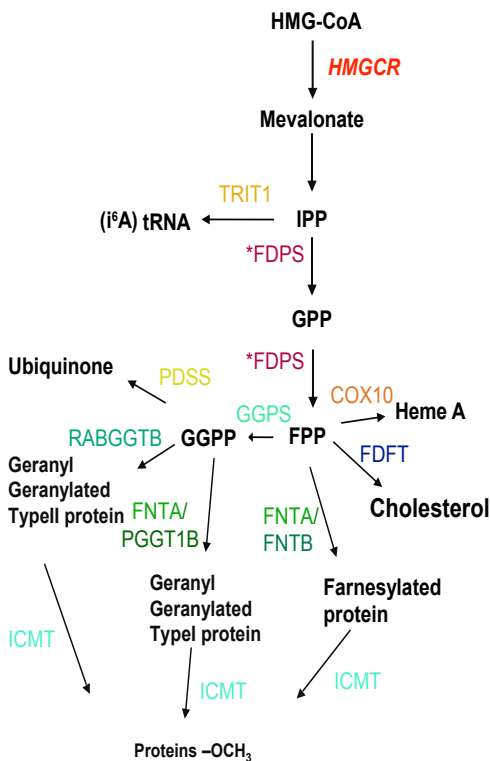 HMG-CoA
HMGCR
Mevalonate
TRIT1
(i⁶A) tRNA
IPP
*FDPS
GPP
*FDPS
Ubiquinone
PDSS
COX10
Heme A
GGPS
RABGGTB
GGPP
FPP
FDFT
Geranyl
Geranylated
TypeII protein
Cholesterol
FNTA/
PGGT1B
FNTA/
FNTB
Geranyl
Geranylated
TypeI protein
Farnesylated
protein
ICMT
ICMT
ICMT
Proteins –OCH₃